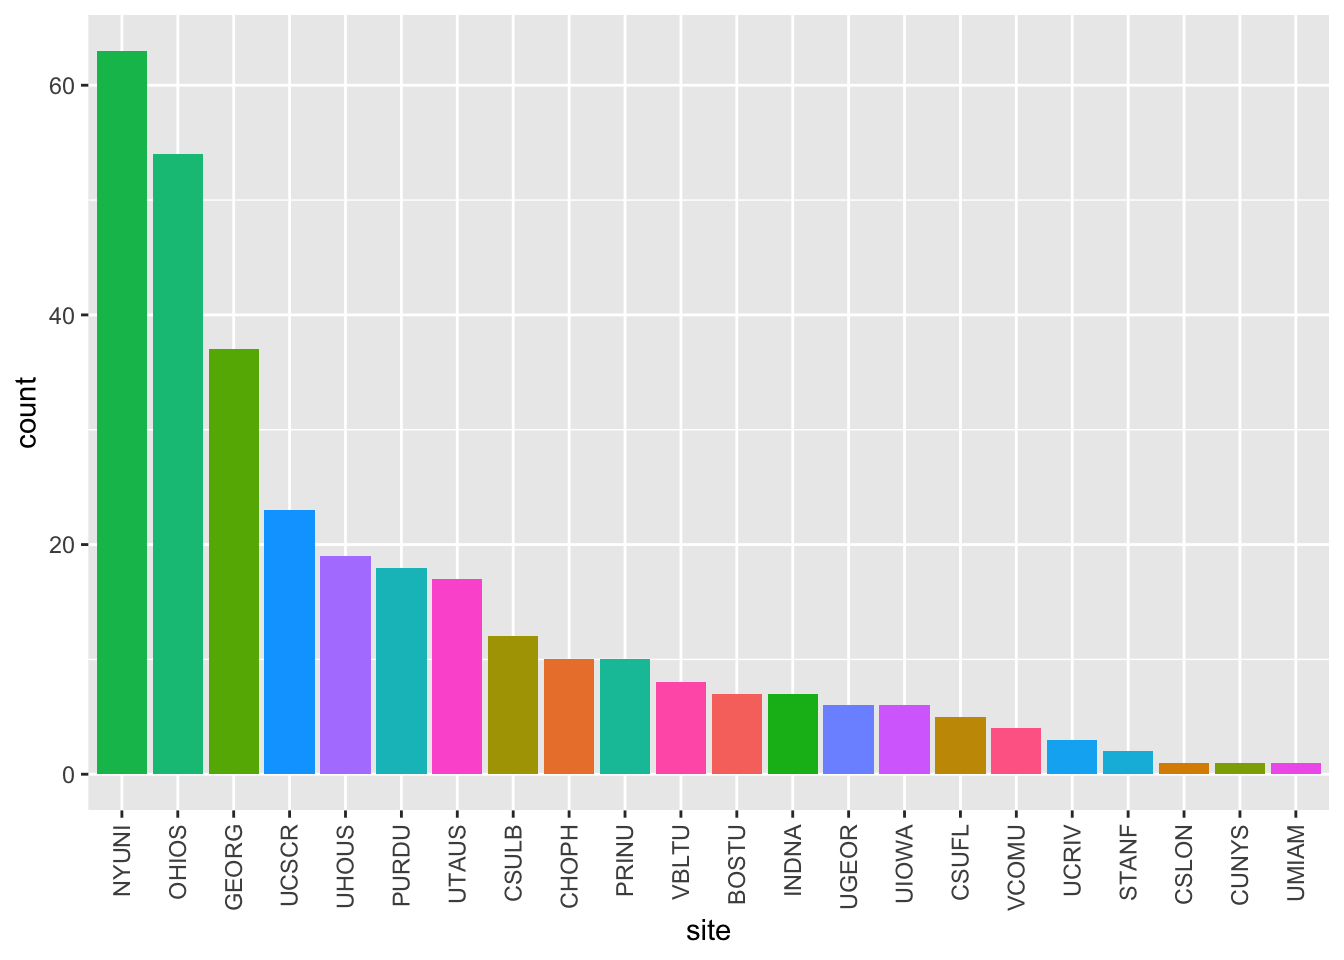 60
40
20
0
count
NYUNI
OHIOS
GEORG
UCSCR
UHOUS
PURDU
UTAUS
CSULB
CHOPH
PRINU
VBLTU
BOSTU
INDNA
UGEOR
UIOWA
CSUFL
VCOMU
UCRIV
STANF
CSLON
CUNYS
UMIAM
site